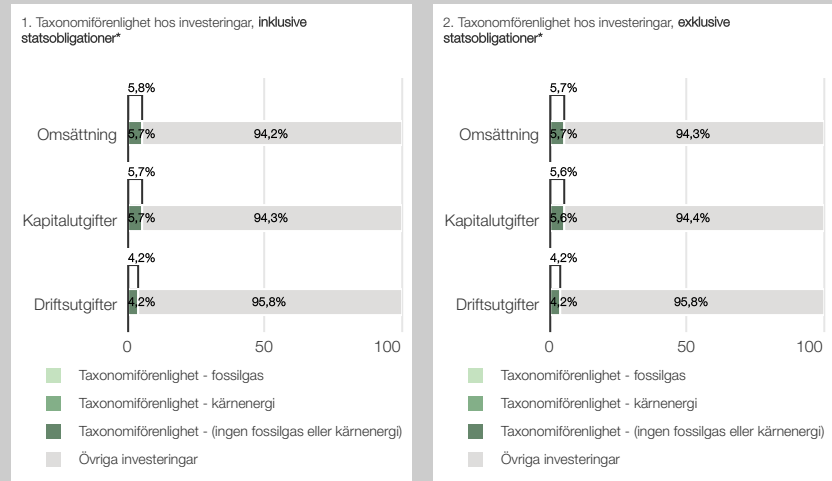 1. Taxonomiförenlighet hos investeringar, inklusive
statsobligationer*
5,8%
Omsättning 5,7% 94,2%
5,7%
Kapitalutgifter 5,7% 94,3%
4,2%
Driftsutgifter 4,2% 95,8%
0 50 100
Taxonomiförenlighet - fossilgas
Taxonomiförenlighet - kärnenergi
Taxonomiförenlighet - (ingen fossilgas eller kärnenergi)
Övriga investeringar
2. Taxonomförenlighet hos investeringar, exklusive
statsobligationer*
5,7%
Omsättning 5,7% 94,3%
5,6%
Kapitalutgifter 5,6% 94,4%
4,2%
Driftsutgifter 4,2% 95,8%
0 50 100
Taxonomiförenlighet - fossilgas
Taxonomiförenlighet - kärnenergi
Taxonomiförenlighet - (ingen fossilgas eller kärnenergi)
Övriga investeringar